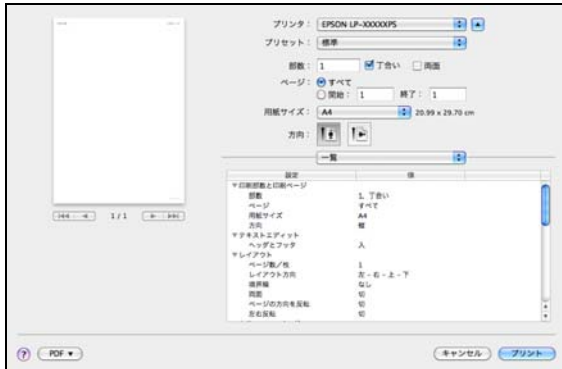 プリンタ： EPSON LP-XXXXXPS
プリセット： 標準
部数： 1 丁合い 両面
ページ： すべて
開始： 1 終了： 1
用紙サイズ： A4 20.99 x 29.70 cm
方向：
一覧
設定 値
▼印刷部数と印刷ページ
部数 1, 丁合い
ページ すべて
用紙サイズ A4
方向 縦
▼テキストエディット
ヘッダとフッタ 入
▼レイアウト
ページ数／枚 1
レイアウト方向 左 - 右 - 上 - 下
境界線 なし
両面 切
ページの方向を反転 切
左右反転 切
1 / 1
? PDF ▼ キャンセル プリント